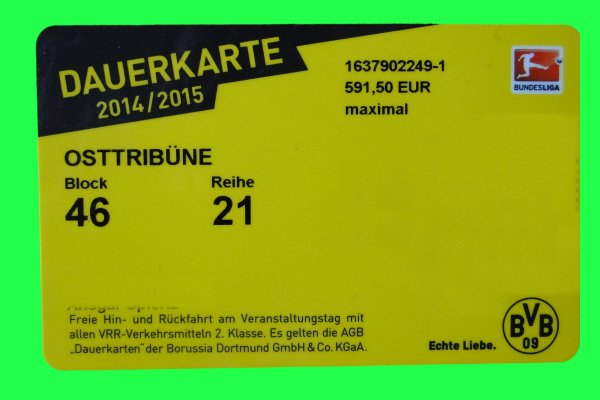 DAUERKARTE
2014/2015
1637902249-1
591,50 EUR
maximal
BUNDESLIGA
OSTTRIBÜNE
Block
Reihe
46
21
Freie Hin- und Rückfahrt am Veranstaltungstag mit
allen VRR-Verkehrsmitteln 2. Klasse. Es gelten die AGB
„Dauerkarten" der Borussia Dortmund GmbH & Co. KGaA.
Echte Liebe.
BVB
09